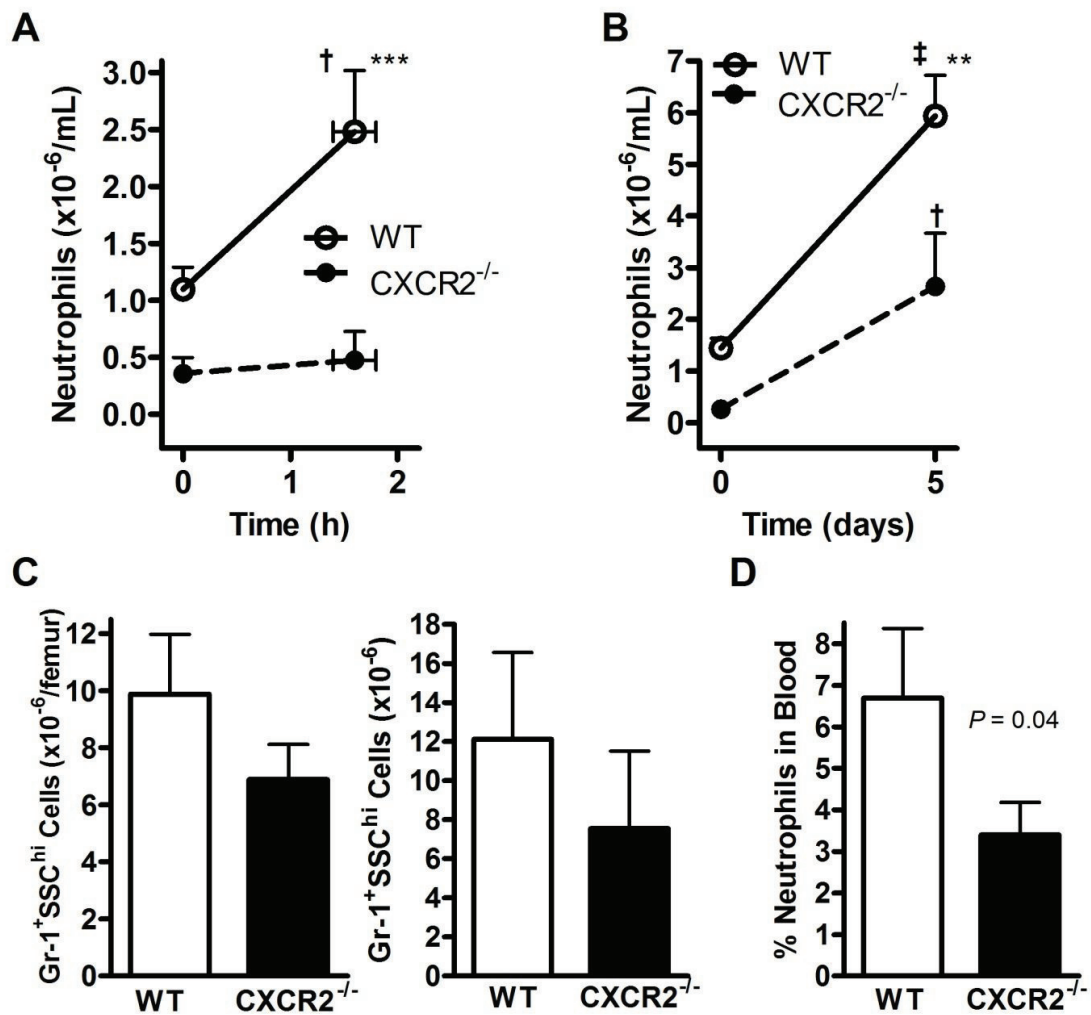 A
† ***
3.0
2.5
2.0
1.5
1.0
0.5
0.0
Neutrophils (x10⁻⁶/mL)
WT
CXCR2⁻/⁻
0 1 2
Time (h)
B
‡ **
WT
CXCR2⁻/⁻
7
6
5
4
3
2
1
0
Neutrophils (x10⁻⁶/mL)
†
0 5
Time (days)
C
12
10
8
6
4
2
0
Gr-1⁺SSCʰⁱ Cells (x10⁻⁶/femur)
WT CXCR2⁻/⁻
18
16
14
12
10
8
6
4
2
0
Gr-1⁺SSCʰⁱ Cells (x10⁻⁶)
WT CXCR2⁻/⁻
D
8
7
6
5
4
3
2
1
0
% Neutrophils in Blood
P = 0.04
WT CXCR2⁻/⁻